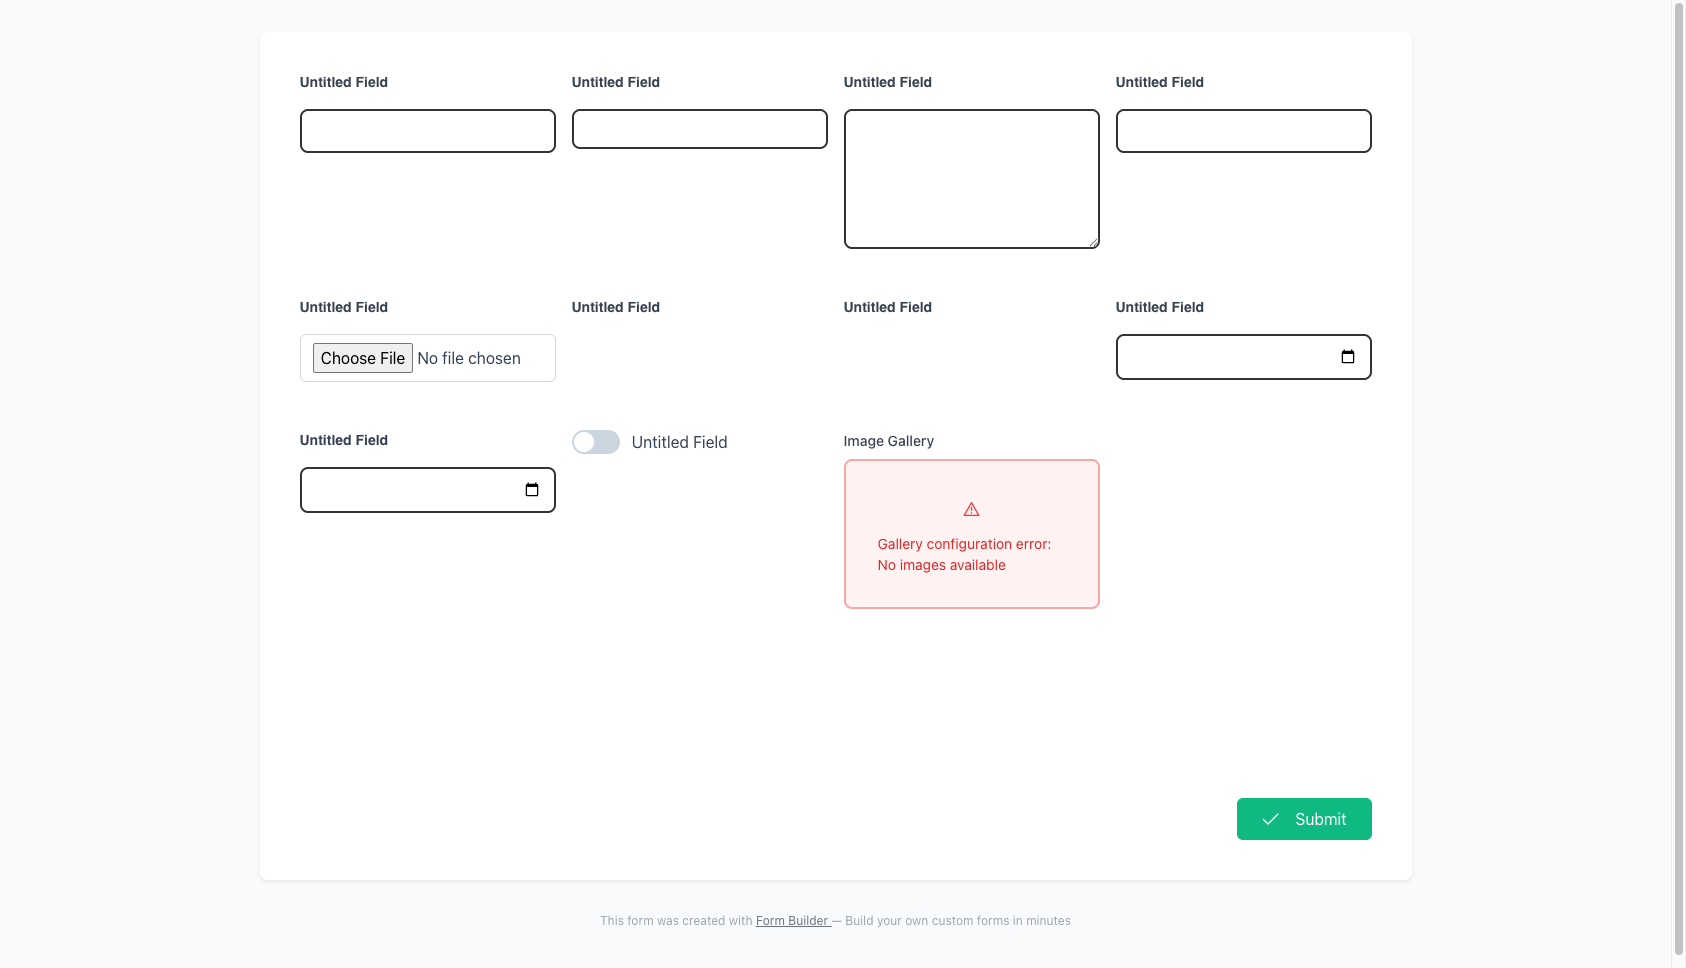 Untitled Field
Untitled Field
Untitled Field
Untitled Field
Untitled Field
Untitled Field
Untitled Field
Untitled Field
Choose File No file chosen
Untitled Field
Untitled Field
Image Gallery
Gallery configuration error:
No images available
Submit
This form was created with Form Builder — Build your own custom forms in minutes